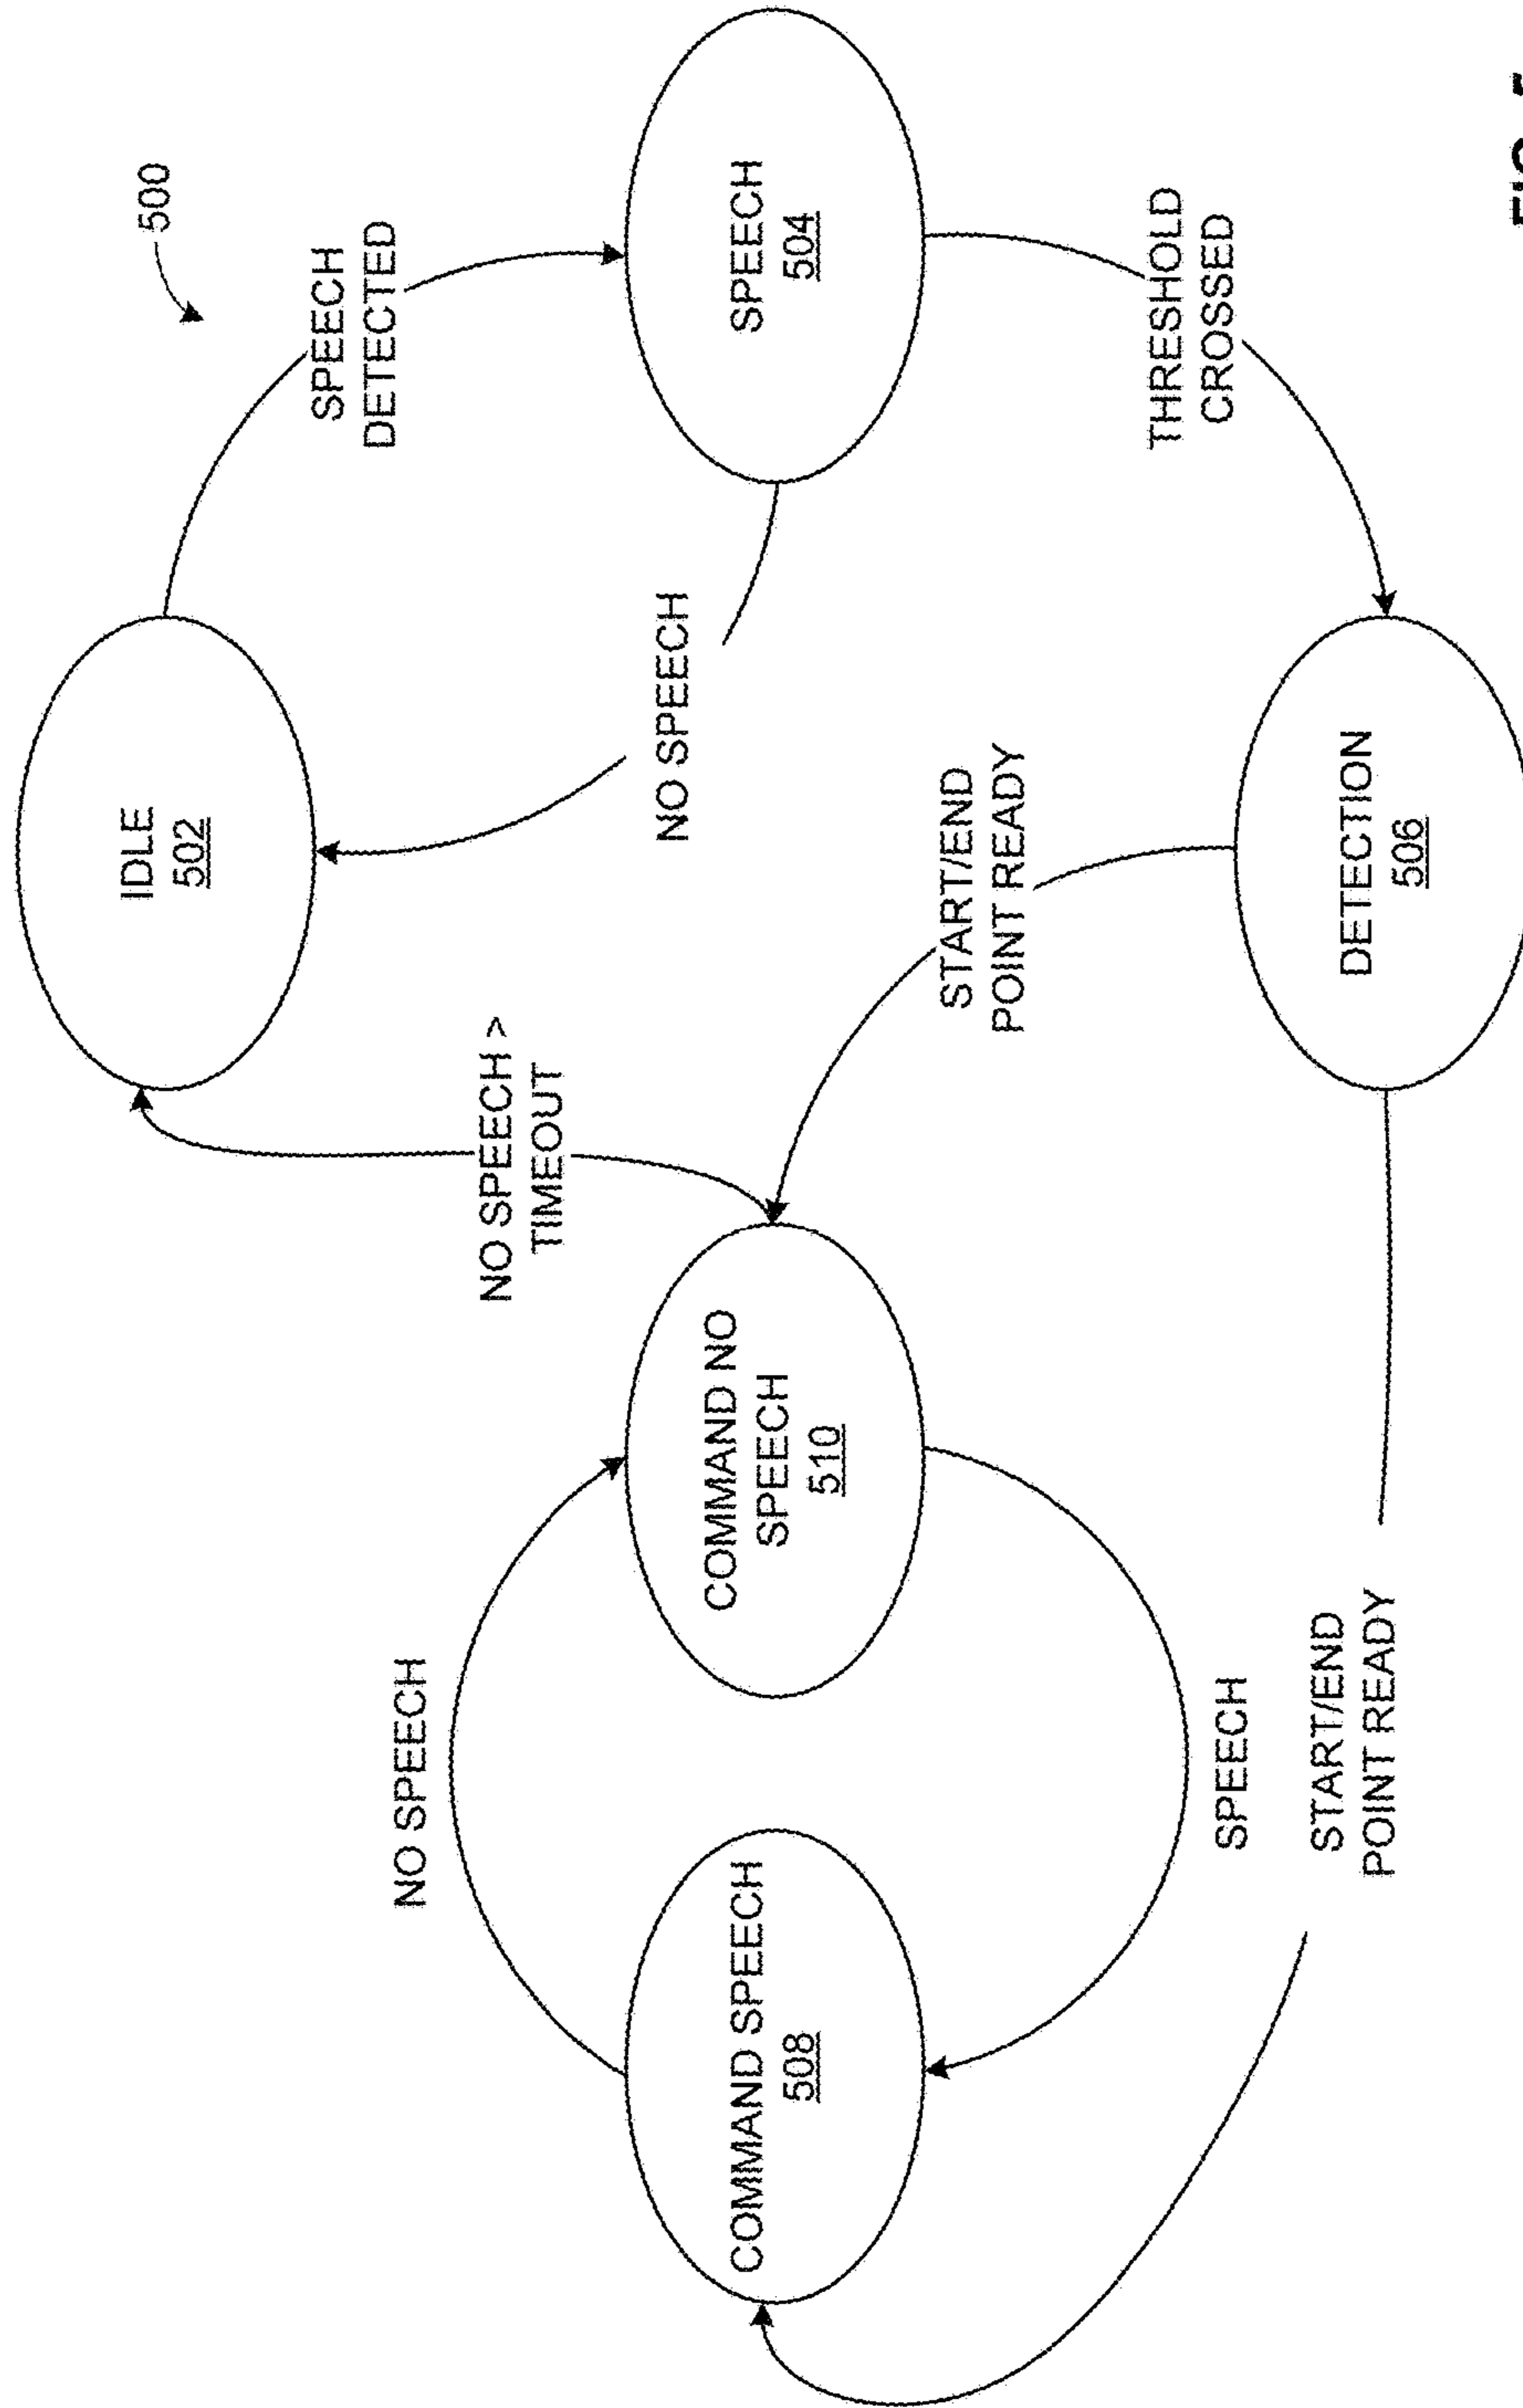 500
IDLE
502
SPEECH
DETECTED
SPEECH
504
NO SPEECH
THRESHOLD
CROSSED
DETECTION
506
START/END
POINT READY
NO SPEECH >
TIMEOUT
COMMAND NO
SPEECH
510
NO SPEECH
SPEECH
COMMAND SPEECH
508
START/END
POINT READY